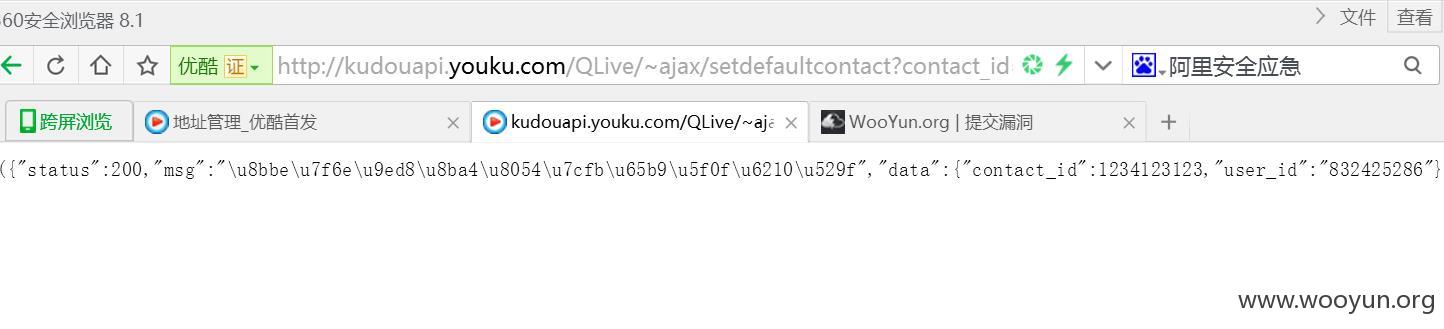 60安全浏览器 8.1
文件 查看
优酷 证 http://kudouapi.youku.com/QLive/~ajax/setdefaultcontact?contact_id 阿里安全应急
跨屏浏览 地址管理_优酷首发 kudouapi.youku.com/QLive/~aja WooYun.org | 提交漏洞
({"status":200,"msg":"\u8bbe\u7f6e\u9ed8\u8ba4\u8054\u7cfb\u65b9\u5f0f\u6210\u529f","data":{"contact_id":1234123123,"user_id":"832425286"}
www.wooyun.org